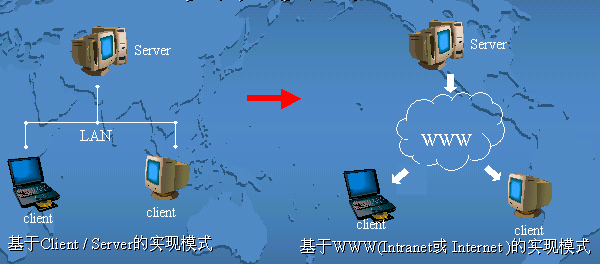 Server
LAN
client
client
基于Client / Server的实现模式
Server
WWW
client
client
基于WWW(Intranet或 Internet )的实现模式